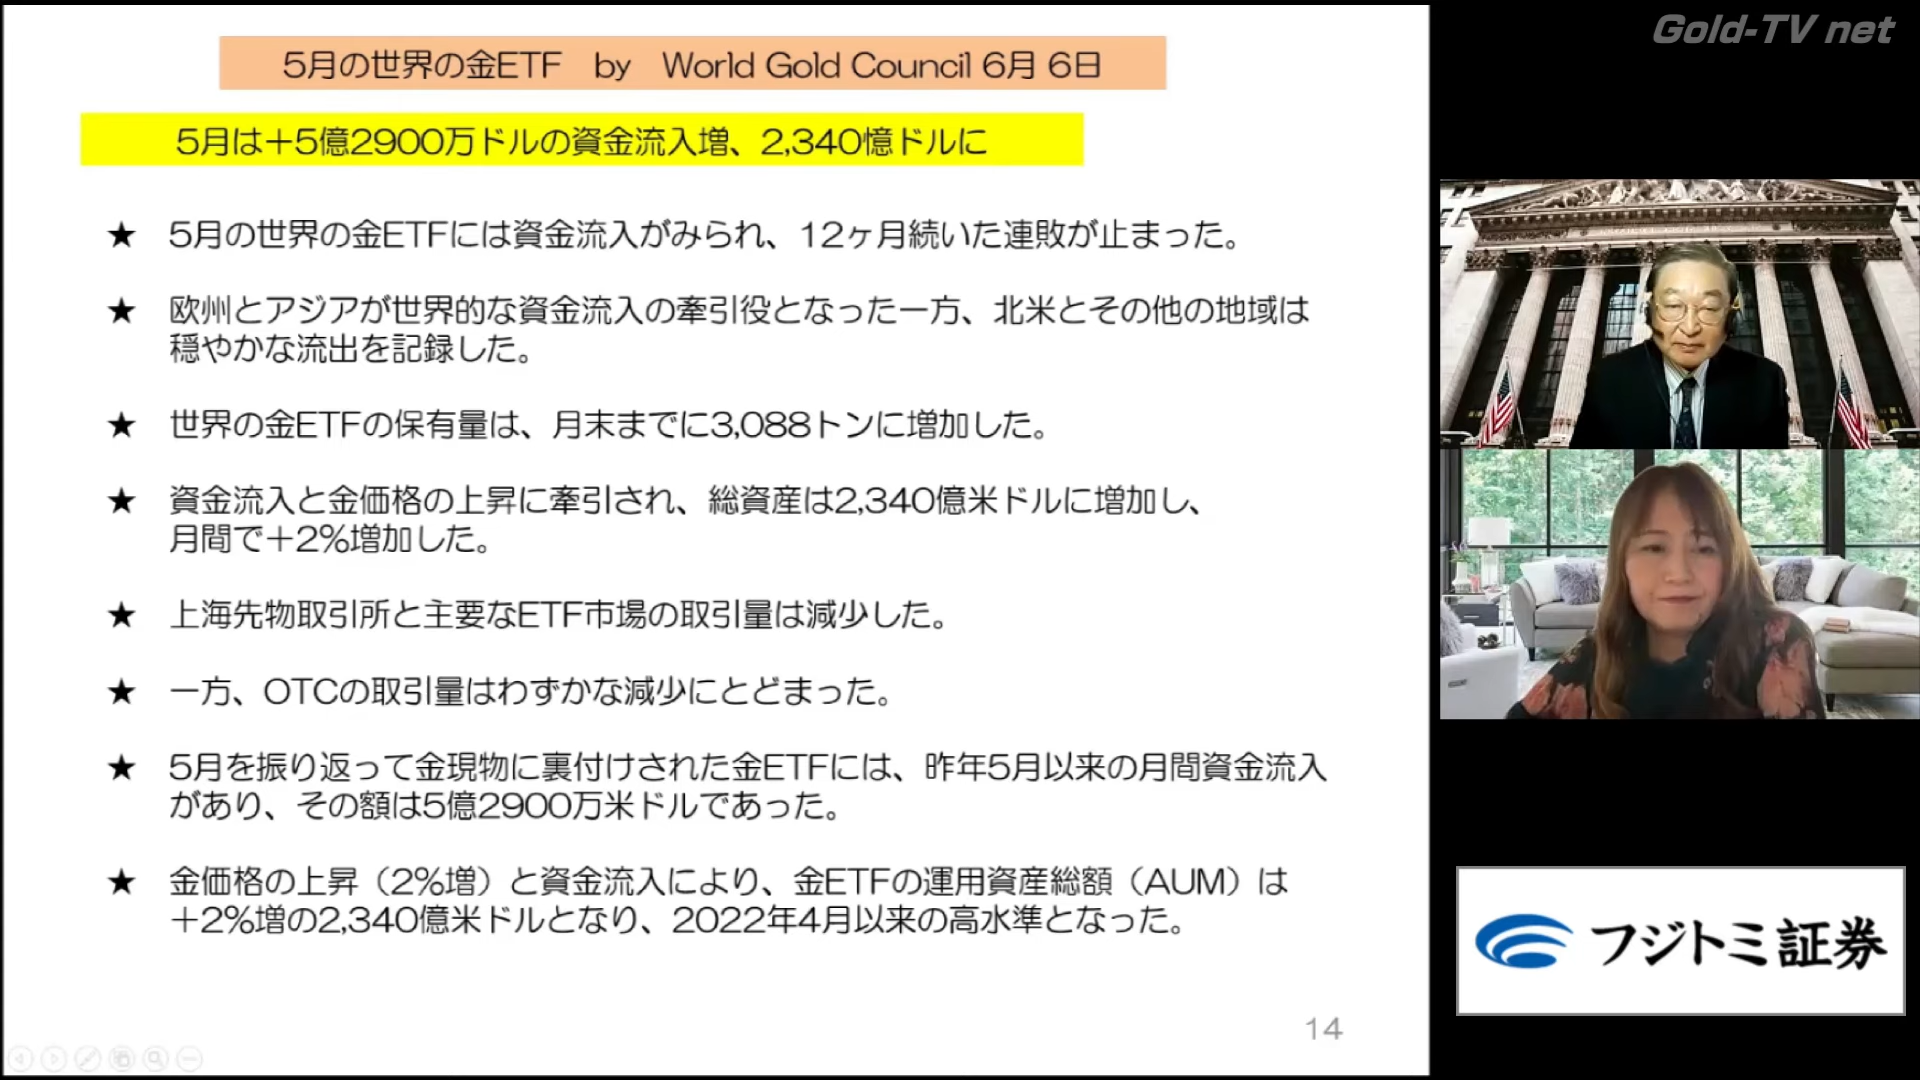 5月の世界の金ETF by World Gold Council 6月 6日
5月は＋5億2900万ドルの資金流入増、2,340憶ドルに
★ 5月の世界の金ETFには資金流入がみられ、12ヶ月続いた連敗が止まった。
★ 欧州とアジアが世界的な資金流入の牽引役となった一方、北米とその他の地域は
穏やかな流出を記録した。
★ 世界の金ETFの保有量は、月末までに3,088トンに増加した。
★ 資金流入と金価格の上昇に牽引され、総資産は2,340億米ドルに増加し、
月間で＋2%増加した。
★ 上海先物取引所と主要なETF市場の取引量は減少した。
★ 一方、OTCの取引量はわずかな減少にとどまった。
★ 5月を振り返って金現物に裏付けされた金ETFには、昨年5月以来の月間資金流入
があり、その額は5億2900万米ドルであった。
★ 金価格の上昇（2%増）と資金流入により、金ETFの運用資産総額（AUM）は
＋2%増の2,340億米ドルとなり、2022年4月以来の高水準となった。
14
Gold-TV net
フジトミ証券